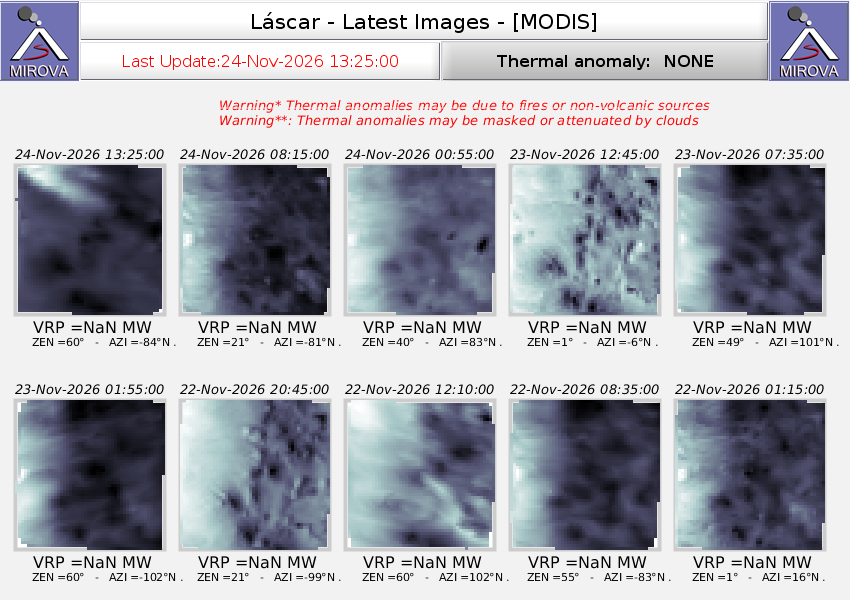 Láscar - Latest Images - [MODIS]
MIROVA
Last Update:24-Nov-2026 13:25:00
Thermal anomaly: NONE
MIROVA
Warning* Thermal anomalies may be due to fires or non-volcanic sources
Warning**: Thermal anomalies may be masked or attenuated by clouds
24-Nov-2026 13:25:00
24-Nov-2026 08:15:00
24-Nov-2026 00:55:00
23-Nov-2026 12:45:00
23-Nov-2026 07:35:00
VRP =NaN MW
VRP =NaN MW
VRP =NaN MW
VRP =NaN MW
VRP =NaN MW
ZEN =60° - AZI =-84°N .
ZEN =21° - AZI =-81°N .
ZEN =40° - AZI =83°N .
ZEN =1° - AZI =-6°N .
ZEN =49° - AZI =101°N .
23-Nov-2026 01:55:00
22-Nov-2026 20:45:00
22-Nov-2026 12:10:00
22-Nov-2026 08:35:00
22-Nov-2026 01:15:00
VRP =NaN MW
VRP =NaN MW
VRP =NaN MW
VRP =NaN MW
VRP =NaN MW
ZEN =60° - AZI =-102°N .
ZEN =21° - AZI =-99°N .
ZEN =60° - AZI =102°N .
ZEN =55° - AZI =-83°N .
ZEN =1° - AZI =16°N .